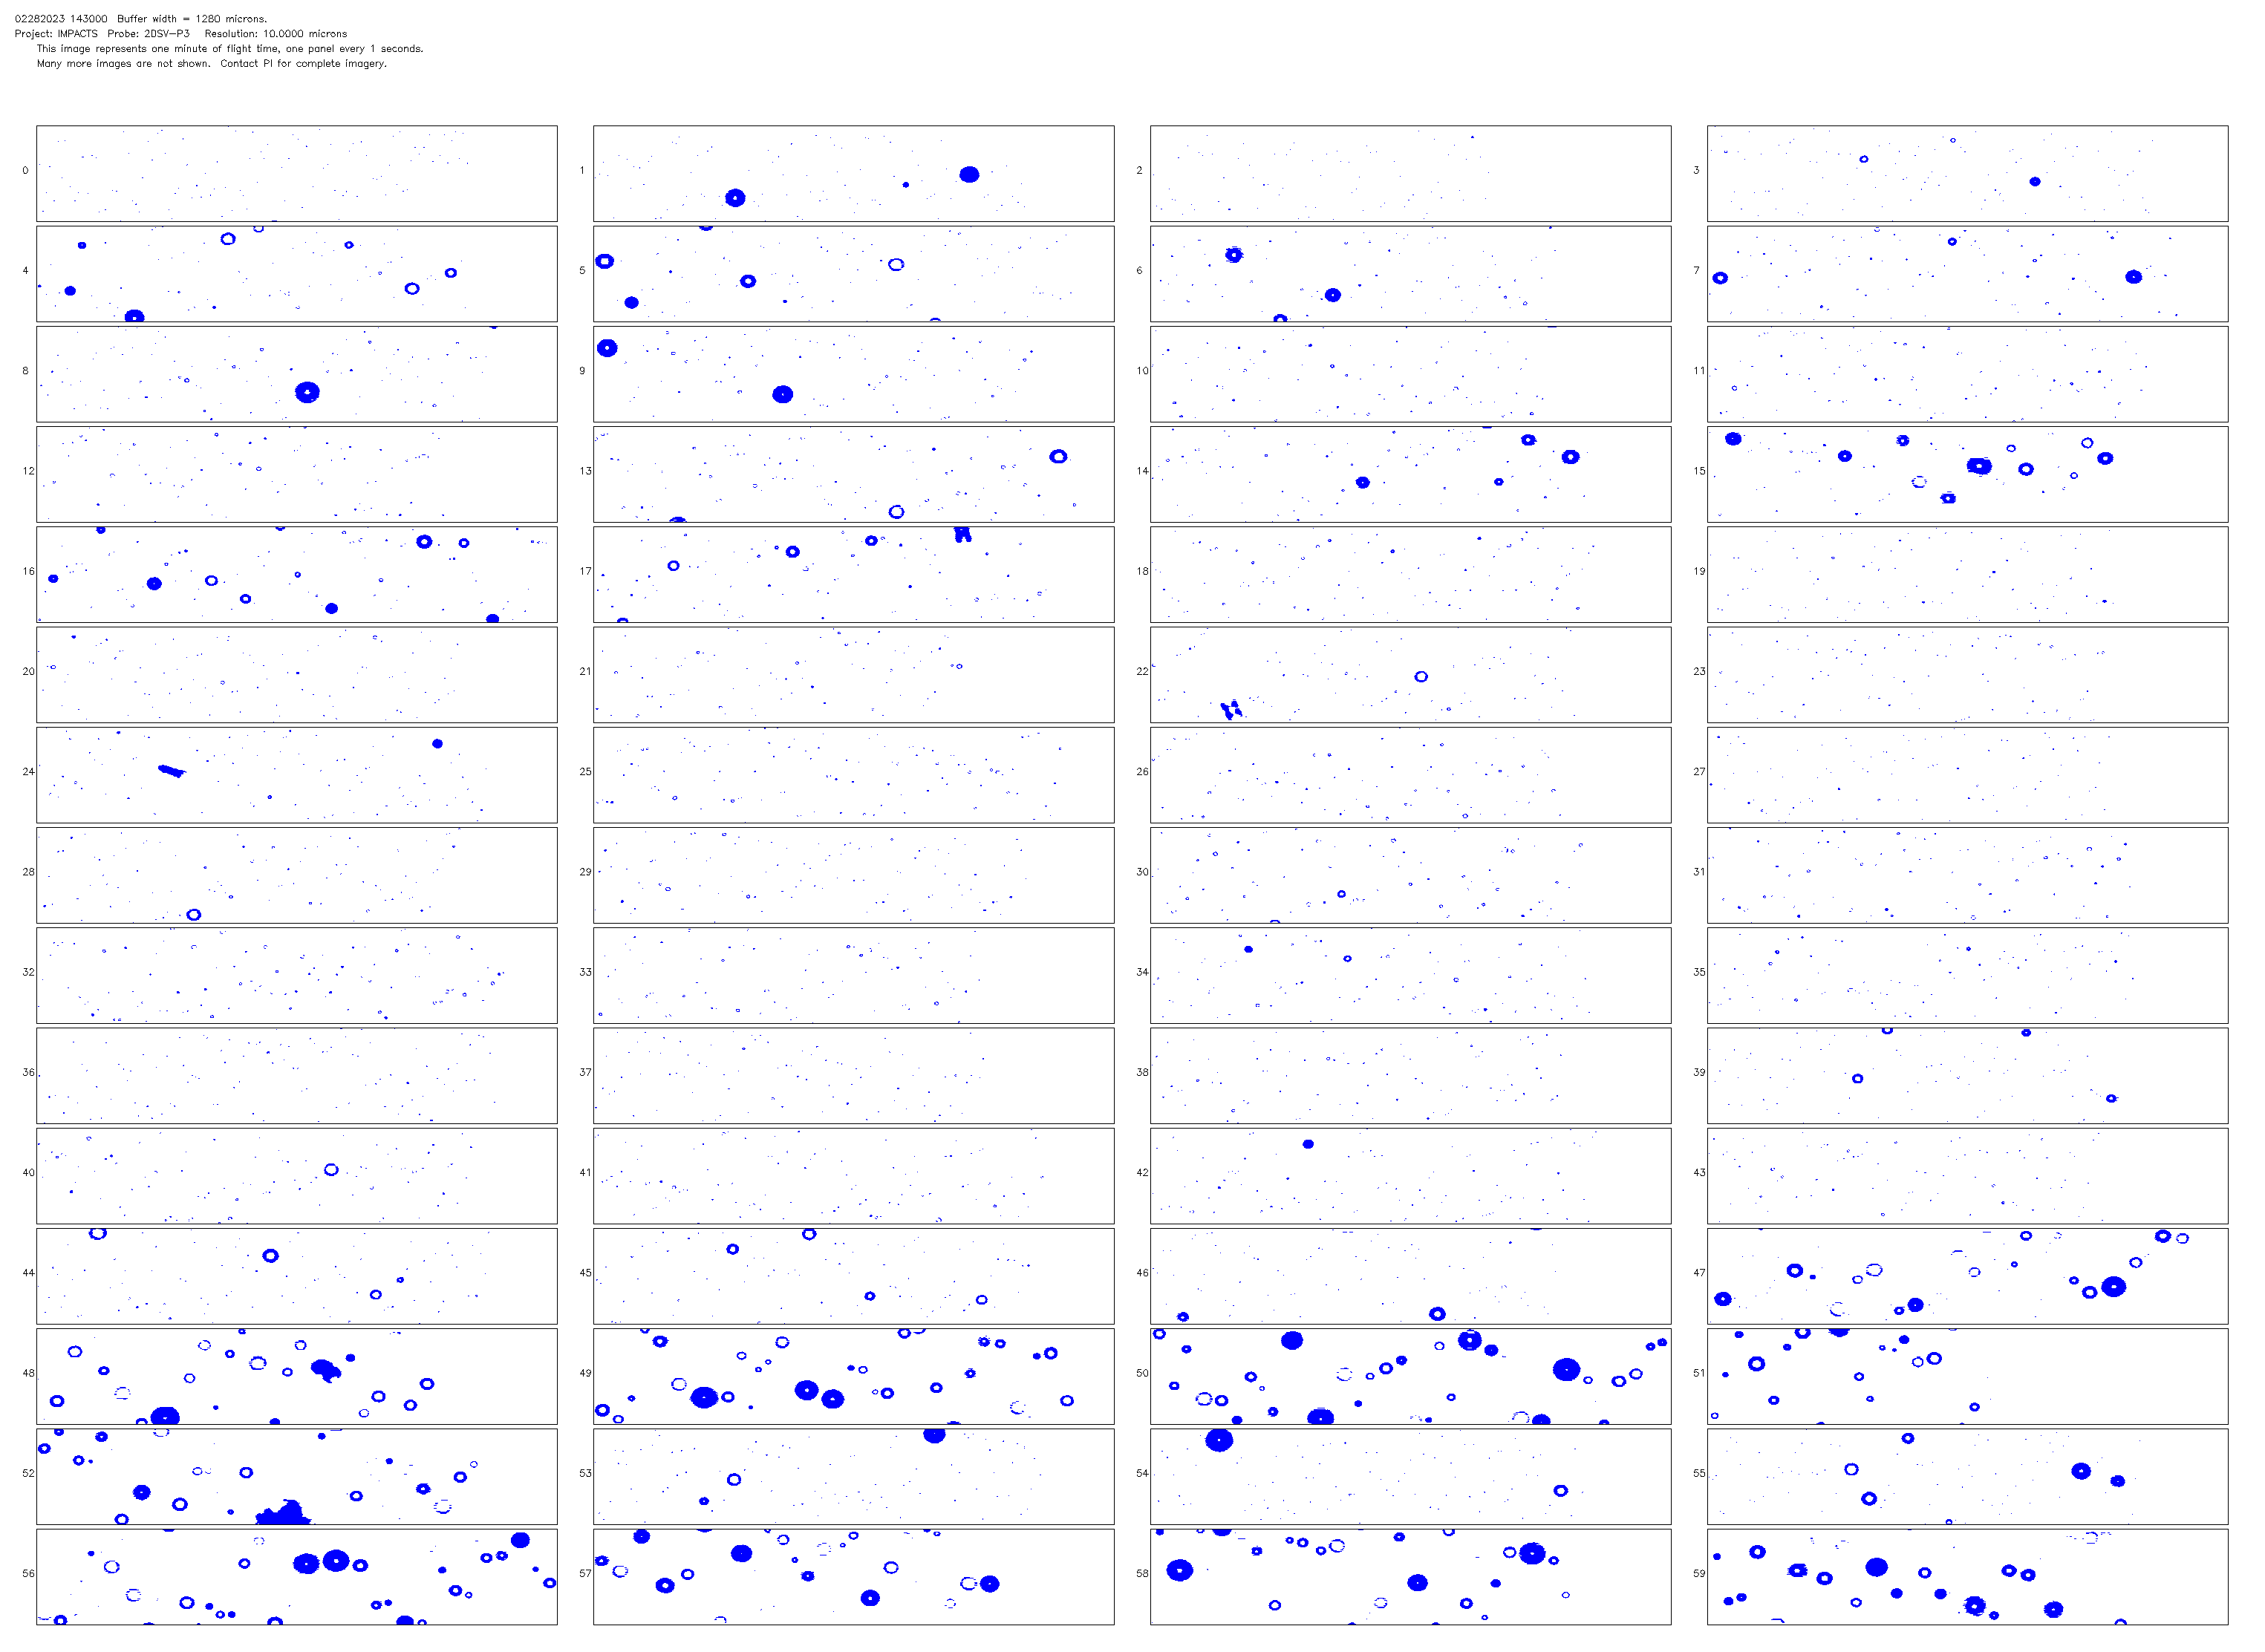 02282023 143000  Buffer width = 1280 microns.
Project: IMPACTS  Probe: 2DSV-P3    Resolution: 10.0000 microns
This image represents one minute of flight time, one panel every 1 seconds.
Many more images are not shown.  Contact PI for complete imagery.
0 1 2 3
4 5 6 7
8 9 10 11
12 13 14 15
16 17 18 19
20 21 22 23
24 25 26 27
28 29 30 31
32 33 34 35
36 37 38 39
40 41 42 43
44 45 46 47
48 49 50 51
52 53 54 55
56 57 58 59